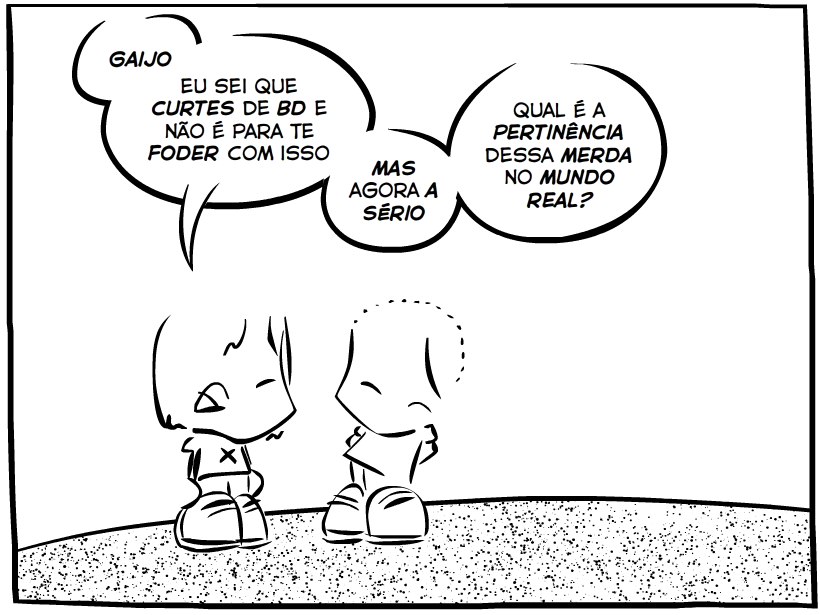 GAIJO
EU SEI QUE
CURTES DE BD E
NÃO É PARA TE
FODER COM ISSO
MAS
AGORA A
SÉRIO
QUAL É A
PERTINÊNCIA
DESSA MERDA
NO MUNDO
REAL?